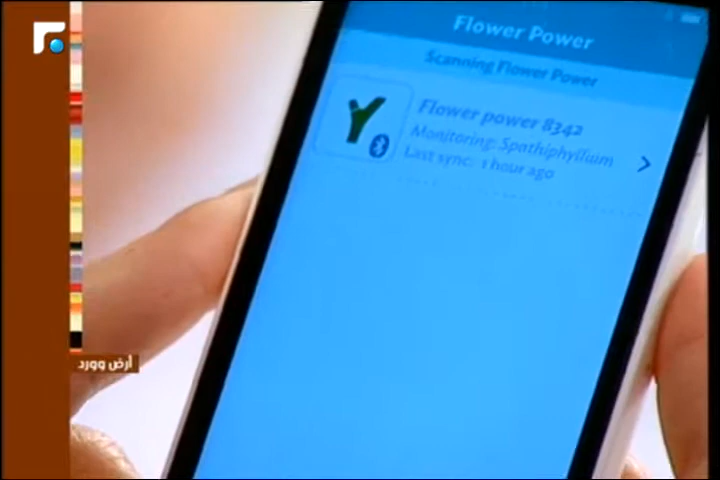 Flower Power
Scanning Flower Power
Flower power 8342
Monitoring: Spathiphyllum
Last sync: 1 hour ago
أرض وورد